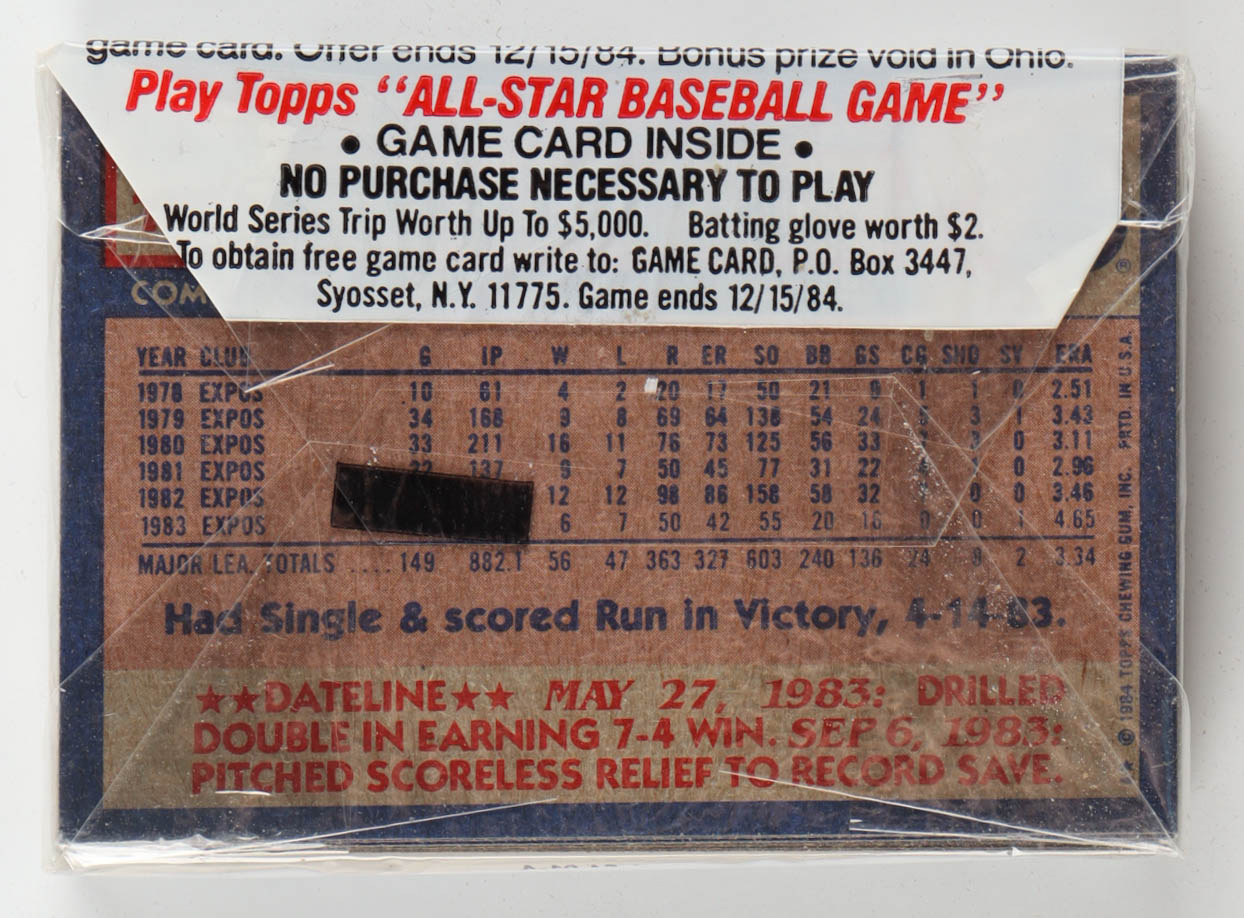 game card. Offer ends 12/15/84. Bonus prize void in Ohio.
Play Topps "ALL-STAR BASEBALL GAME"
• GAME CARD INSIDE •
NO PURCHASE NECESSARY TO PLAY
World Series Trip Worth Up To $5,000. Batting glove worth $2.
To obtain free game card write to: GAME CARD, P.O. Box 3447,
Syosset, N.Y. 11775. Game ends 12/15/84.
®
COM
YEAR CLUB G IP W L R ER SO BB GS CG SHO SV ERA
1978 EXPOS 10 61 4 2 20 17 50 21 9 1 1 0 2.51
1979 EXPOS 34 168 9 8 69 64 138 54 24 3 1 3.43
1980 EXPOS 33 211 16 11 76 73 125 56 33 7 3 0 3.11
1981 EXPOS 22 137 9 7 50 45 77 31 22 0 2.96
1982 EXPOS 12 12 98 86 158 58 32 0 0 3.46
1983 EXPOS 6 7 50 42 55 20 16 0 0 1 4.65
MAJOR LEA. TOTALS .... 149 882.1 56 47 363 327 603 240 136 24 8 2 3.34
Had Single & scored Run in Victory, 4-14-83.
★★DATELINE★★ MAY 27, 1983: DRILLED
DOUBLE IN EARNING 7-4 WIN. SEP 6, 1983:
PITCHED SCORELESS RELIEF TO RECORD SAVE.
★★ © 1984 TOPPS CHEWING GUM, INC. PRTD. IN U.S.A.